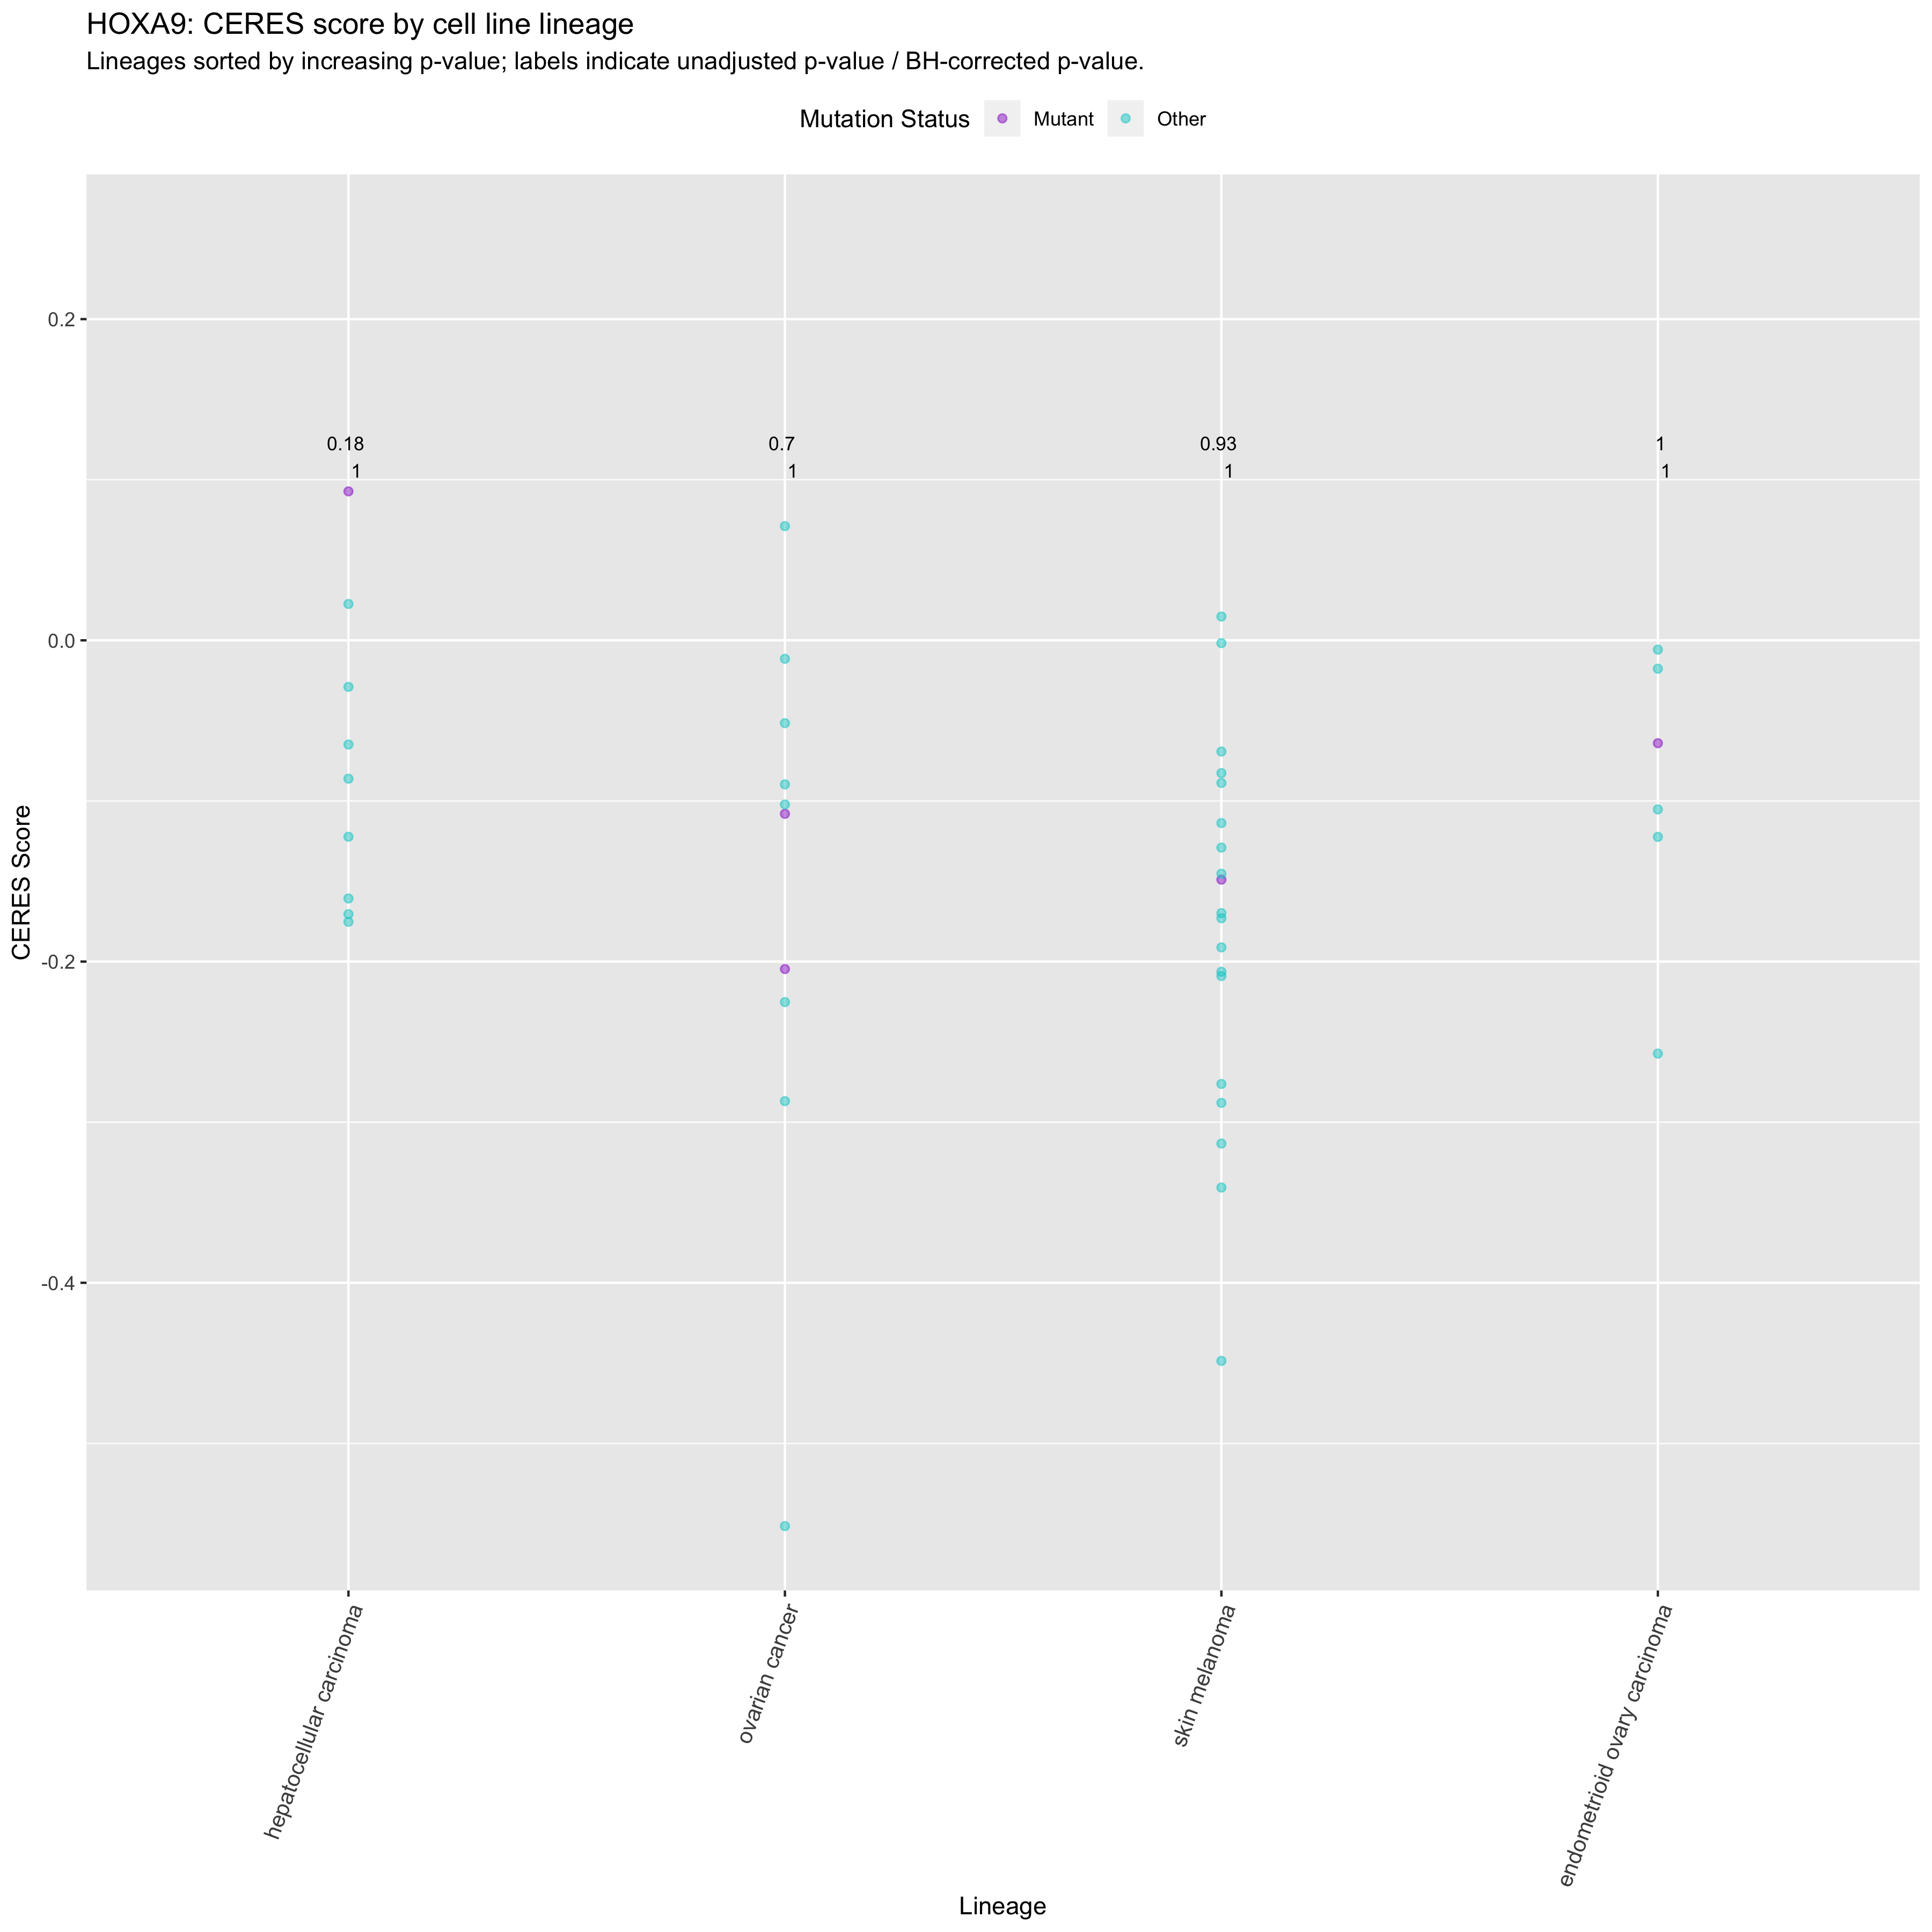 HOXA9: CERES score by cell line lineage
Lineages sorted by increasing p-value; labels indicate unadjusted p-value / BH-corrected p-value.
Mutation Status Mutant Other
0.2
0.0
-0.2
-0.4
CERES Score
0.18 0.7 0.93 1
1 1 1 1
hepatocellular carcinoma
ovarian cancer
skin melanoma
endometrioid ovary carcinoma
Lineage